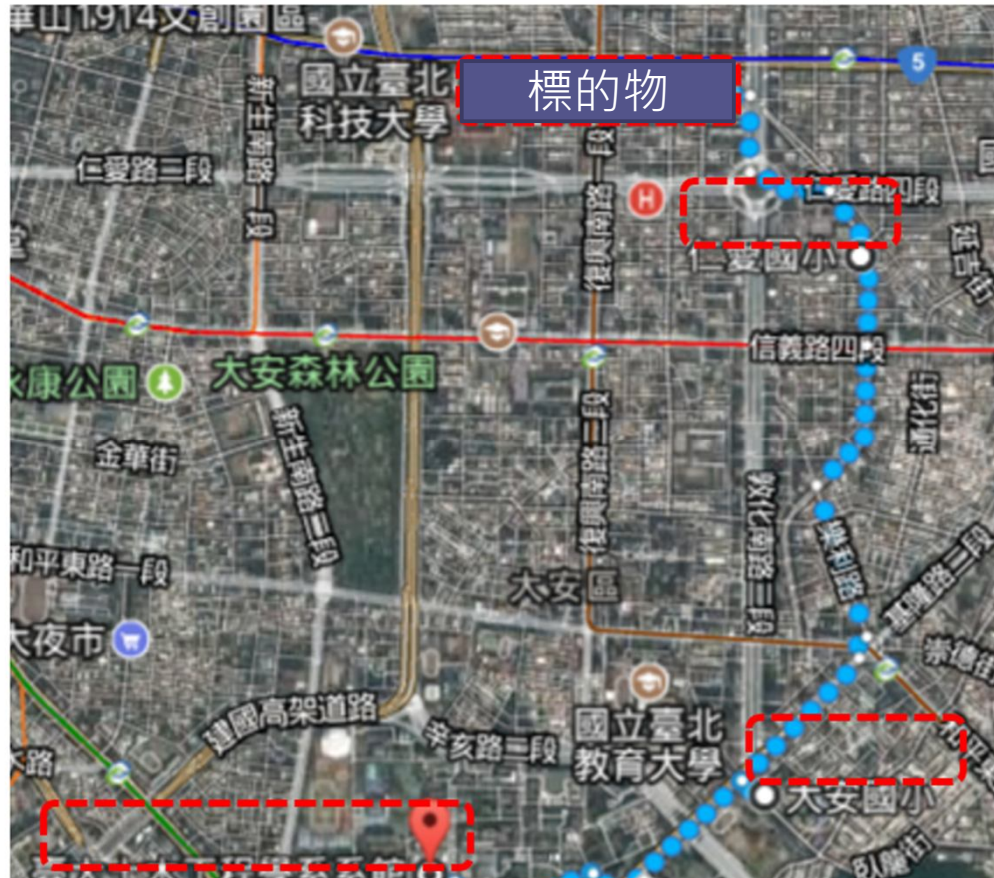 華山1914文創園區
國立臺北
科技大學
標的物
5
新生南路一段
仁愛路二段
復興南路一段
H
仁愛路四段
仁愛國小
延吉街
信義路四段
永康公園
大安森林公園
通化街
金華街
新生南路二段
復興南路二段
敦化南路二段
和平東路一段
大安區
樂利路
基隆路二段
大夜市
崇德街
建國高架道路
辛亥路二段
國立臺北
教育大學
大安國小
臥龍街